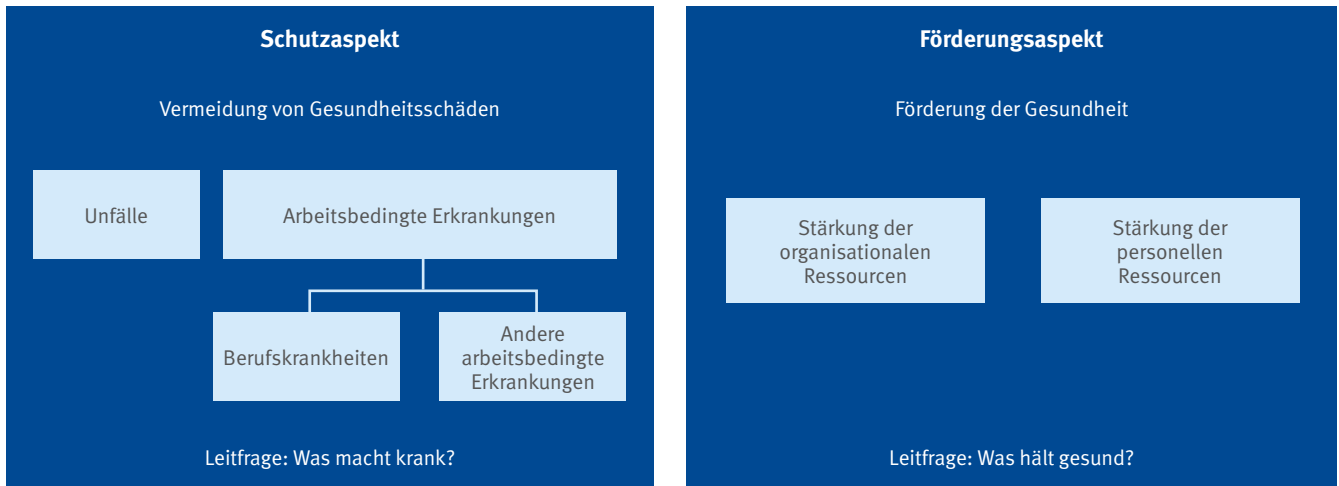 Schutzaspekt
Vermeidung von Gesundheitsschäden
Unfälle
Arbeitsbedingte Erkrankungen
Berufskrankheiten
Andere
arbeitsbedingte
Erkrankungen
Leitfrage: Was macht krank?
Förderungsaspekt
Förderung der Gesundheit
Stärkung der
organisationalen
Ressourcen
Stärkung der
personellen
Ressourcen
Leitfrage: Was hält gesund?